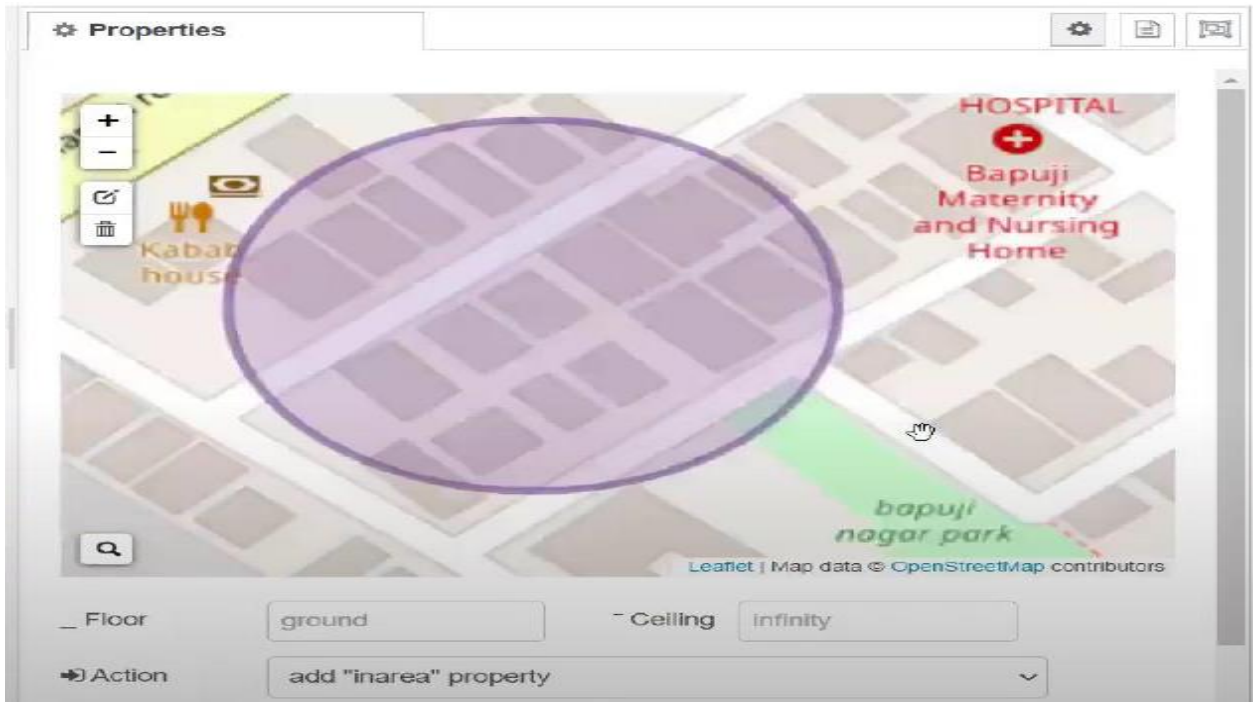 Properties
+
−
HOSPITAL
Bapuji
Maternity
and Nursing
Home
Kabab
house
bapuji
nagar park
Leaflet | Map data © OpenStreetMap contributors
Floor
ground
Ceiling
infinity
Action
add "inarea" property